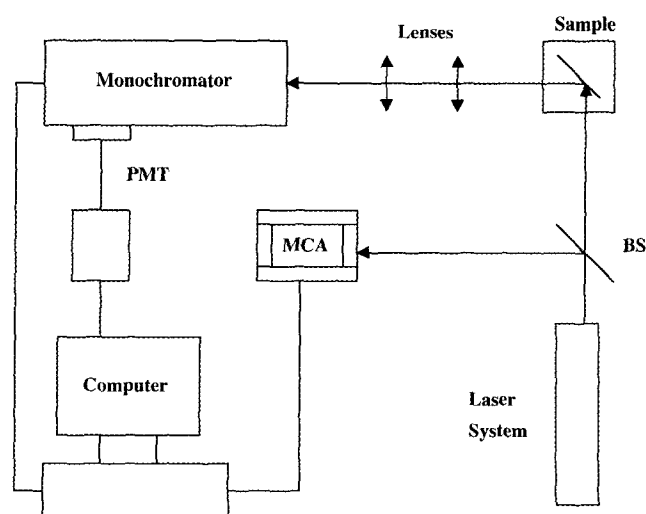 Sample
Lenses
Monochromator
PMT
MCA
BS
Computer
Laser
System